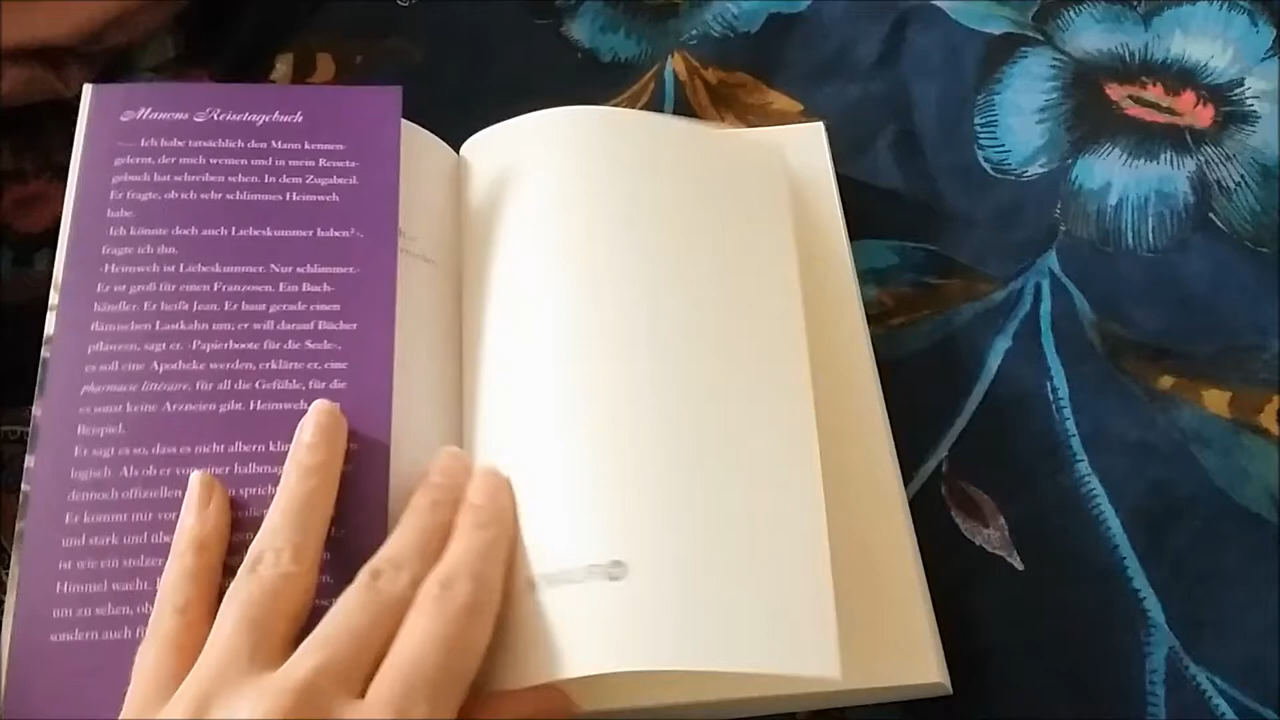 Manons Reisetagebuch
Ich habe tatsächlich den Mann kennen-
gelernt, der mich weinen und in mein Reiseta-
gebuch hat schreiben sehen. In dem Zugabteil.
Er fragte, ob ich sehr schlimmes Heimweh
habe.
›Ich könnte doch auch Liebeskummer haben?‹,
fragte ich ihn.
›Heimweh ist Liebeskummer. Nur schlimmer.‹
Er ist groß für einen Franzosen. Ein Buch-
händler. Er heißt Jean. Er baut gerade einen
flämischen Lastkahn um; er will darauf Bücher
pflanzen, sagt er. ›Papierboote für die Seele‹,
es soll eine Apotheke werden, erklärte er, eine
pharmacie littéraire, für all die Gefühle, für die
es sonst keine Arzneien gibt. Heimweh
Beispiel.
Er sagt es so, dass es nicht albern
logisch. Als ob er von einer
dennoch offiziellen
Er kommt mir vor
und stark und
ist wie ein stolzer
Himmel wacht.
um zu sehen, ob
sondern auch